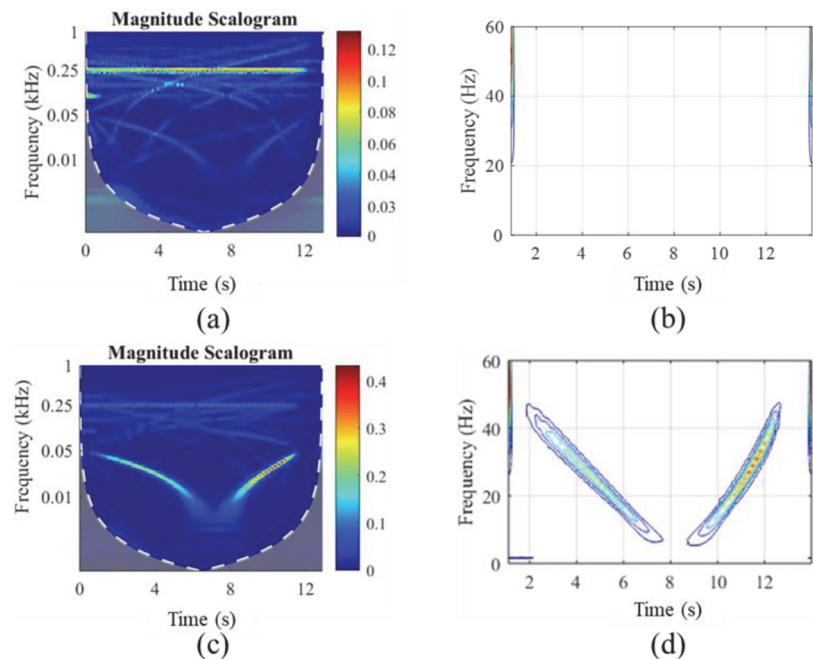 Magnitude Scalogram
1
0.25
0.05
0.01
Frequency (kHz)
0 4 8 12
Time (s)
0.12
0.1
0.08
0.06
0.04
0.03
0
(a)
60
40
20
0
Frequency (Hz)
2 4 6 8 10 12
Time (s)
(b)
Magnitude Scalogram
1
0.25
0.05
0.01
Frequency (kHz)
0 4 8 12
Time (s)
0.4
0.3
0.2
0.1
0
(c)
60
40
20
0
Frequency (Hz)
2 4 6 8 10 12
Time (s)
(d)